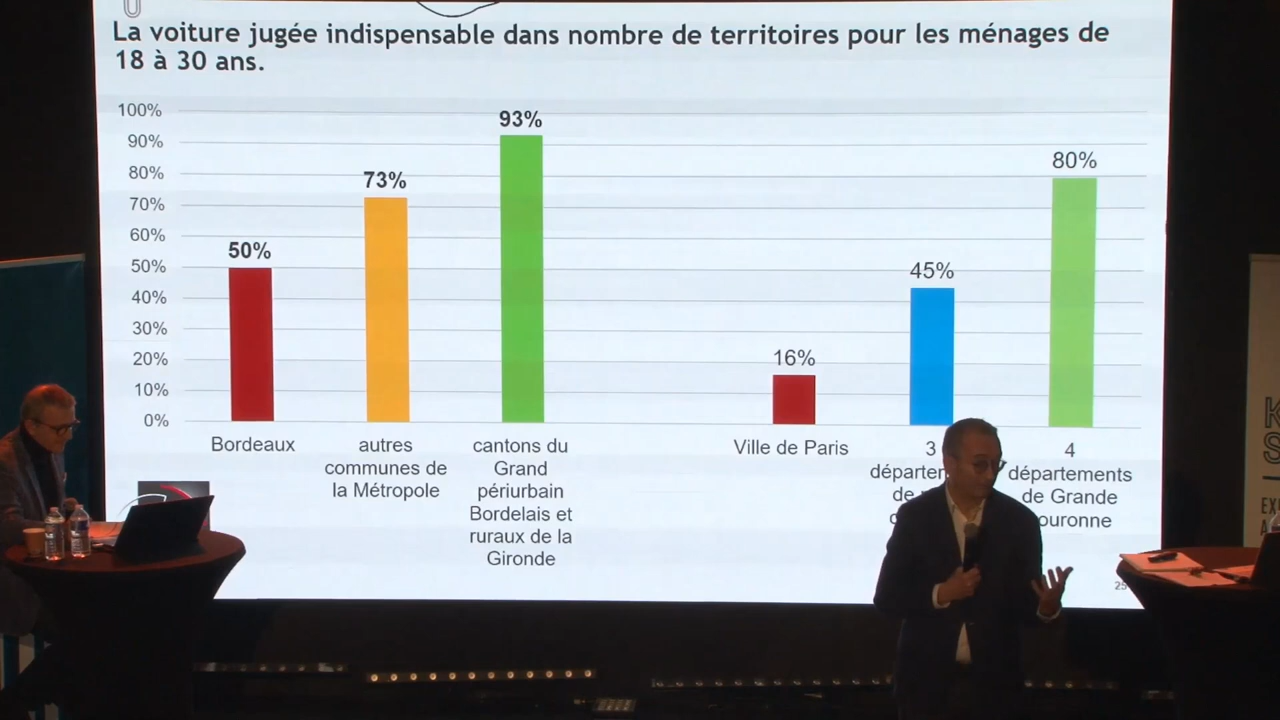 La voiture jugée indispensable dans nombre de territoires pour les ménages de
18 à 30 ans.
100%
90%
80%
70%
60%
50%
40%
30%
20%
10%
0%
50%
73%
93%
16%
45%
80%
Bordeaux
autres
communes de
la Métropole
cantons du
Grand
périurbain
Bordelais et
ruraux de la
Gironde
Ville de Paris
3
de
4
départements
de Grande
25